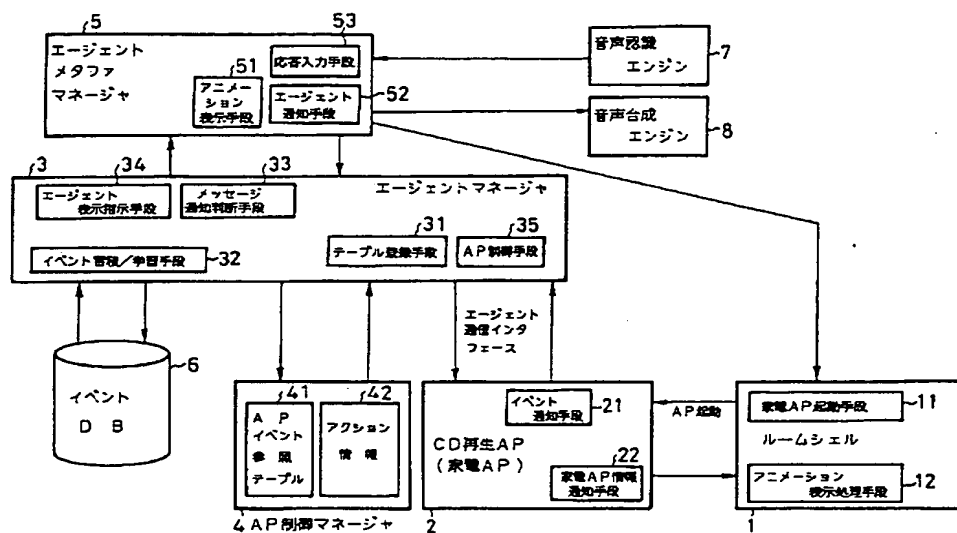 5
エージェント
メタファ
マネージャ
53
応答入力手段
51
アニメー
ション
表示手段
エージェント
通知手段
52
音声認識
エンジン
7
音声合成
エンジン
8
3
34
エージェント
表示指示手段
33
メッセージ
通知判断手段
エージェントマネージャ
イベント蓄積/学習手段
32
31
テーブル登録手段
35
AP制御手段
エージェント
通信インタ
フェース
イベント
DB
6
41
AP
イベント
参照
テーブル
42
アクション
情報
4 AP制御マネージャ
イベント
通知手段
21
CD再生AP
(家電AP)
22
家電AP情報
通知手段
2
AP起動
家電AP起動手段
11
ルームシェル
アニメーション
表示処理手段
12
1